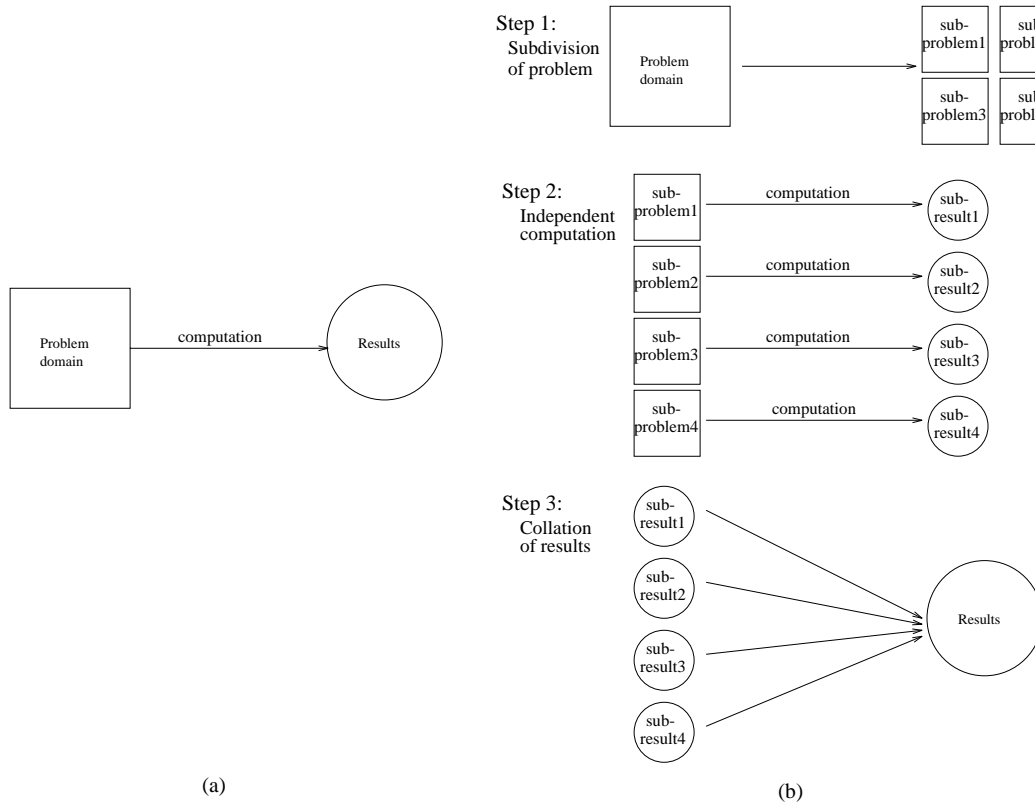 Problem
domain
computation
Results
(a)
Step 1:
Subdivision
of problem
Problem
domain
sub-
problem1
sub-
sub-
problem3
sub-
Step 2:
Independent
computation
sub-
problem1
computation
sub-
result1
sub-
problem2
computation
sub-
result2
sub-
problem3
computation
sub-
result3
sub-
problem4
computation
sub-
result4
Step 3:
Collation
of results
sub-
result1
sub-
result2
sub-
result3
sub-
result4
Results
(b)